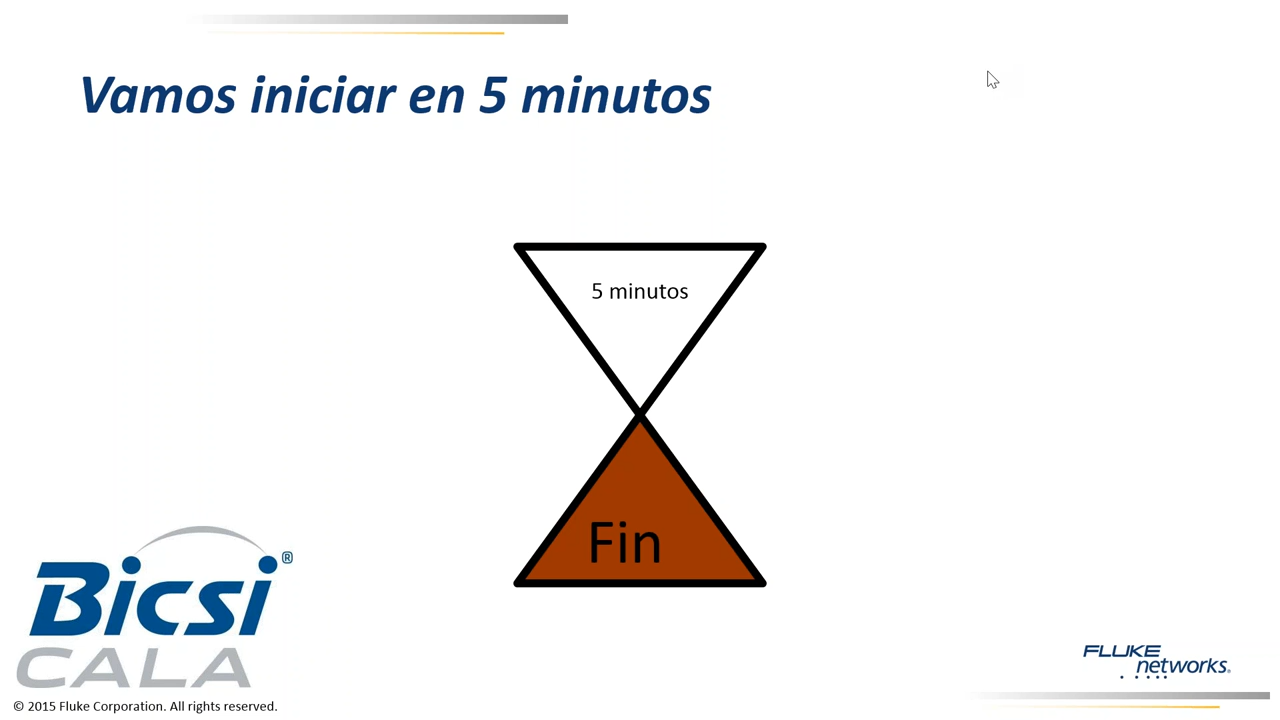 Vamos iniciar en 5 minutos
5 minutos
Fin
Bicsi®
CALA
FLUKE
networks®
© 2015 Fluke Corporation. All rights reserved.